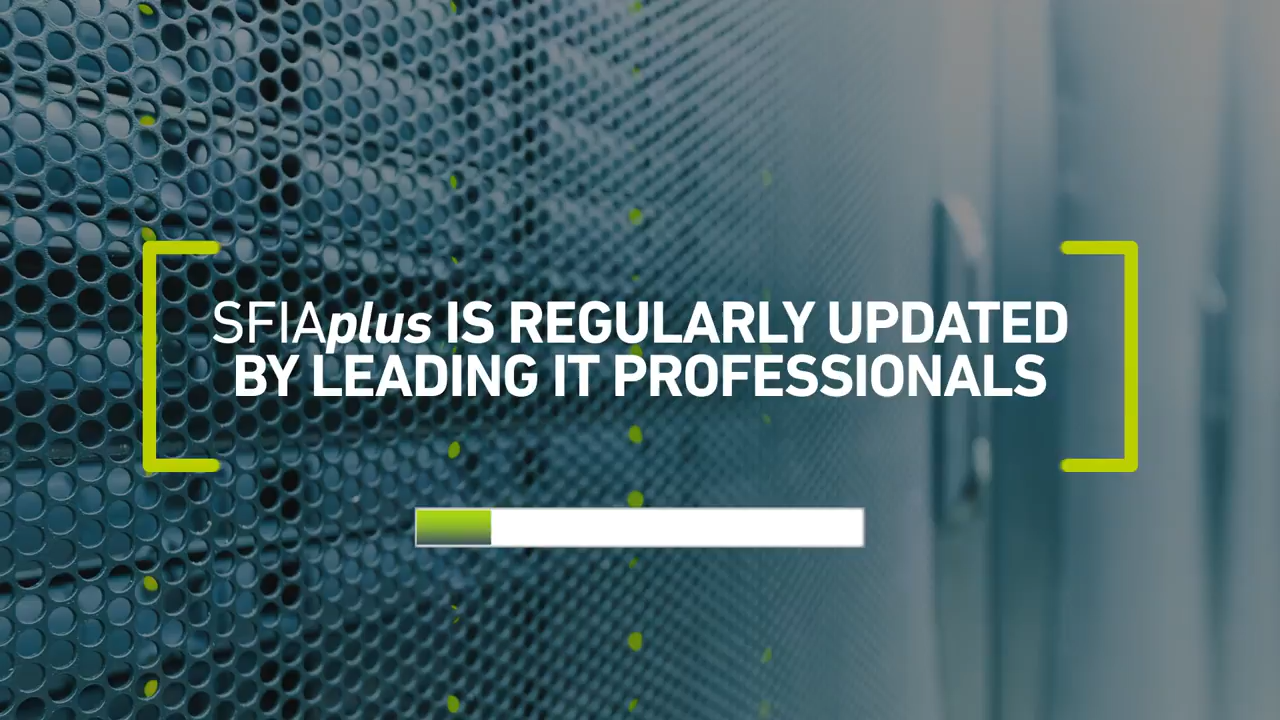 SFIAplus IS REGULARLY UPDATED
BY LEADING IT PROFESSIONALS